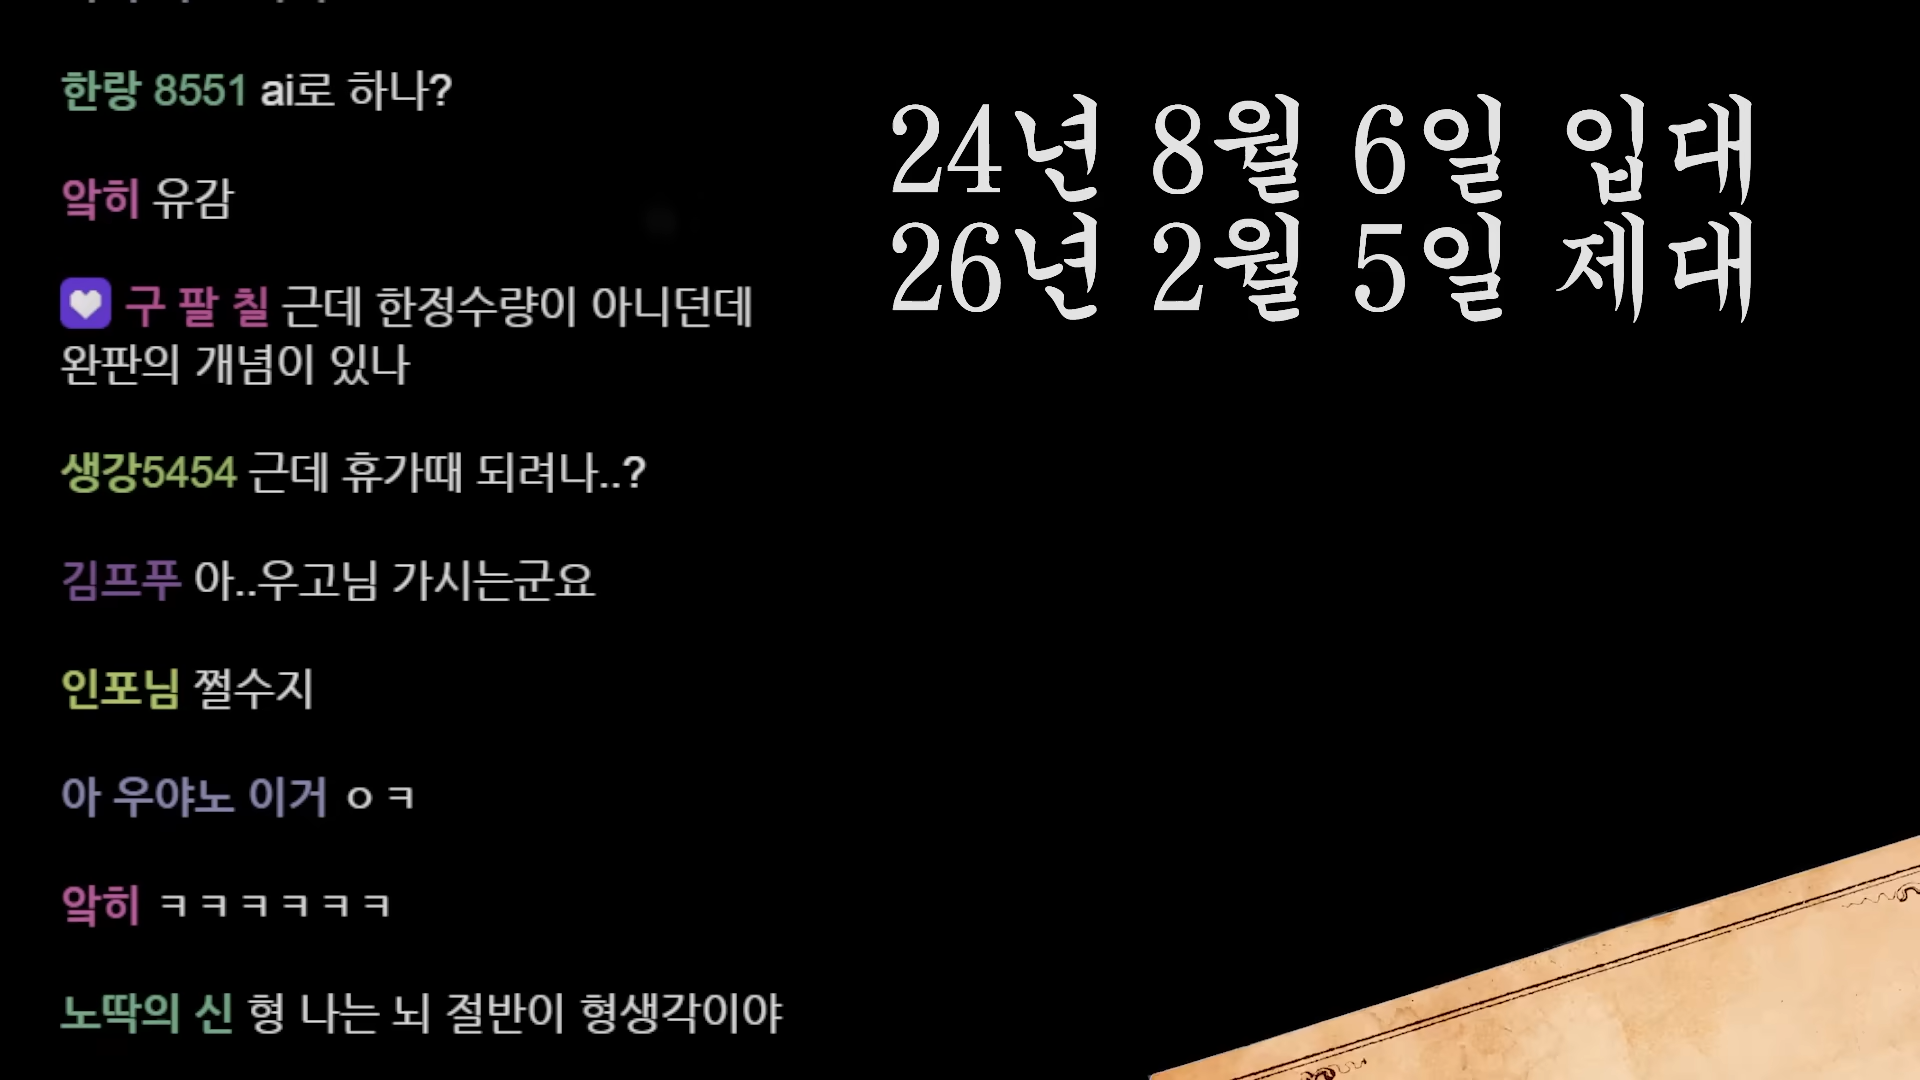 한랑 8551 ai로 하나?
앜히 유감
구 팔 칠 근데 한정수량이 아니던데
완판의 개념이 있나
생강5454 근데 휴가때 되려나..?
김프푸 아..우고님 가시는군요
인포님 쩔수지
아 우야노 이거 ㅇㅋ
앜히 ㅋㅋㅋㅋㅋㅋ
노딱의 신 형 나는 뇌 절반이 형생각이야
24년 8월 6일 입대
26년 2월 5일 제대